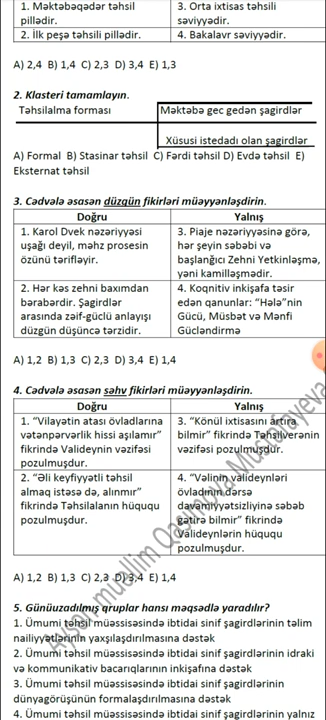 1. Məktəbəqədər təhsil
pillədir.
3. Orta ixtisas təhsili
səviyyədir.
2. İlk peşə təhsili pillədir.
4. Bakalavr səviyyədir.
A) 2,4 B) 1,4 C) 2,3 D) 3,4 E) 1,3
2. Klasteri tamamlayın.
Təhsilalma forması
Məktəbə gec gedən şagirdlər
Xüsusi istedadı olan şagirdlər
A) Formal B) Stasinar təhsil C) Fərdi təhsil D) Evdə təhsil E)
Eksternat təhsil
3. Cədvələ əsasən düzgün fikirləri müəyyənləşdirin.
Doğru
Yalnış
1. Karol Dvek nəzəriyyəsi
uşağı deyil, məhz prosesin
özünü tərifləyir.
3. Piaje nəzəriyyəsinə görə,
hər şeyin səbəbi və
başlanğıcı Zehni Yetkinləşmə,
yəni kamilləşmədir.
2. Hər kəs zehni baxımdan
bərabərdir. Şagirdlər
arasında zəif-güclü anlayışı
düzgün düşüncə tərzidir.
4. Koqnitiv inkişafa təsir
edən qanunlar: "Hələ"nin
Gücü, Müsbət və Mənfi
Gücləndirmə
A) 1,2 B) 1,3 C) 2,3 D) 3,4 E) 1,4
4. Cədvələ əsasən səhv fikirləri müəyyənləşdirin.
Doğru
Yalnış
1. "Vilayətin atası övladlarına
vətənpərvərlik hissi aşılamır"
fikrində Valideynin vəzifəsi
pozulmuşdur.
3. "Könül ixtisasını artıra
bilmir" fikrində Təhsilverənin
vəzifəsi pozulmuşdur.
2. "Əli keyfiyyətli təhsil
almaq istəsə də, alınmır"
fikrində Təhsilalanın hüququ
pozulmuşdur.
4. "Vəlinin valideynləri
övladının dərsə
davamiyyətsizliyinə səbəb
gətirə bilmir" fikrində
Valideynlərin hüququ
pozulmuşdur.
A) 1,2 B) 1,3 C) 2,3 D) 3,4 E) 1,4
5. Günüuzadılmış qruplar hansı məqsədlə yaradılır?
1. Ümumi təhsil müəssisəsində ibtidai sinif şagirdlərinin təlim
nailiyyətlərinin yaxşılaşdırılmasına dəstək
2. Ümumi təhsil müəssisəsində ibtidai sinif şagirdlərinin idraki
və kommunikativ bacarıqlarının inkişafına dəstək
3. Ümumi təhsil müəssisəsində ibtidai sinif şagirdlərinin
dünyagörüşünün formalaşdırılmasına dəstək
4. Ümumi təhsil müəssisəsində ibtidai sinif şagirdlərinin yalnız
Aysən müəllim Qasımova Mustafayeva